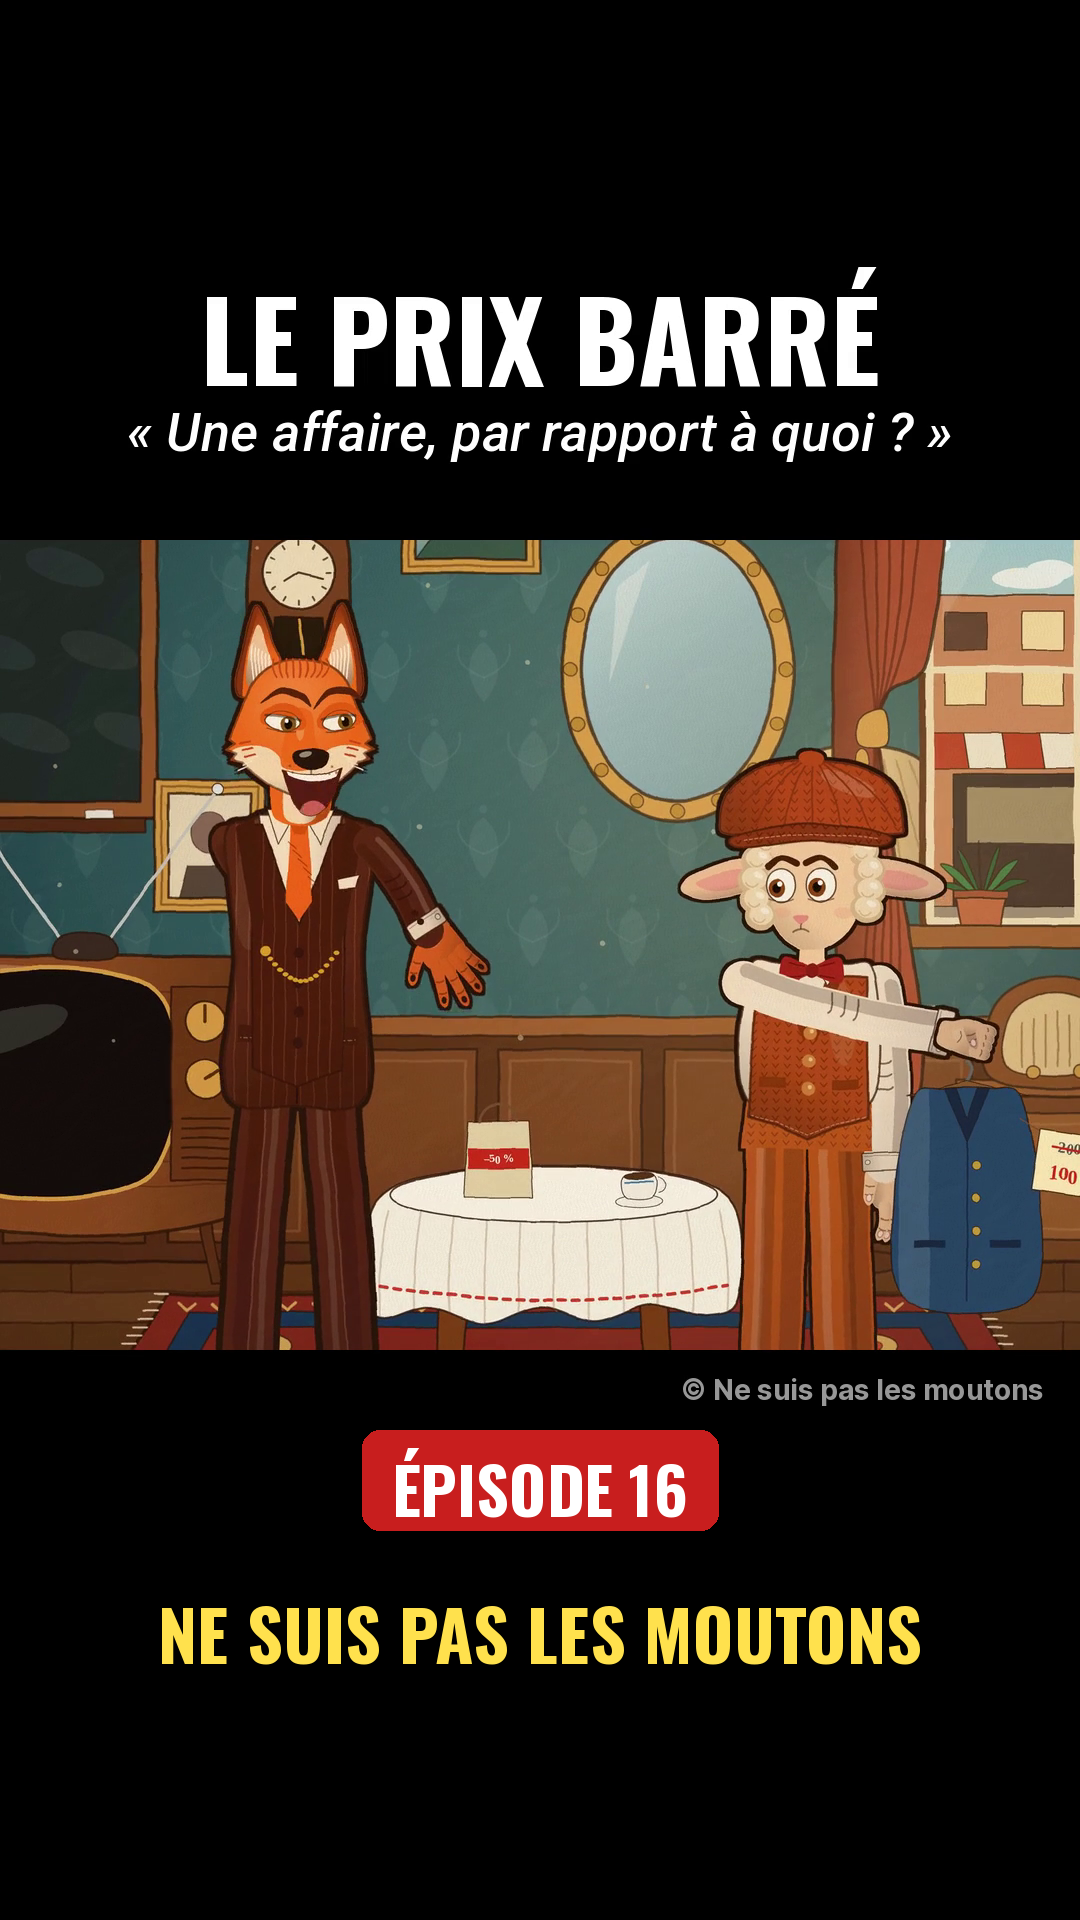 LE PRIX BARRÉ
« Une affaire, par rapport à quoi ? »
–50 %
200
100
© Ne suis pas les moutons
ÉPISODE 16
NE SUIS PAS LES MOUTONS